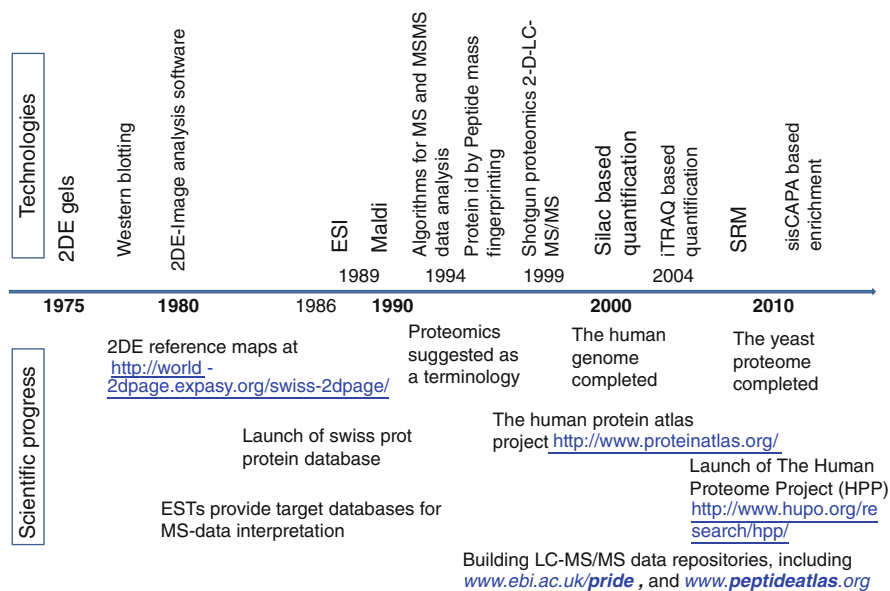 Technologies
2DE gels
Western blotting
2DE-Image analysis software
ESI
Maldi
Algorithms for MS and MSMS
data analysis
Protein id by Peptide mass
fingerprinting
Shotgun proteomics 2-D-LC-
MS/MS
Silac based
quantification
iTRAQ based
quantification
SRM
sisCAPA based
enrichment
1989
1994
1999
2004
1975
1980
1986
1990
2000
2010
Scientific progress
2DE reference maps at
http://world -
2dpage.expasy.org/swiss-2dpage/
Proteomics
suggested as
a terminology
The human
genome
completed
The yeast
proteome
completed
Launch of swiss prot
protein database
The human protein atlas
project http://www.proteinatlas.org/
Launch of The Human
Proteome Project (HPP)
http://www.hupo.org/re
search/hpp/
ESTs provide target databases for
MS-data interpretation
Building LC-MS/MS data repositories, including
www.ebi.ac.uk/pride , and www.peptideatlas.org